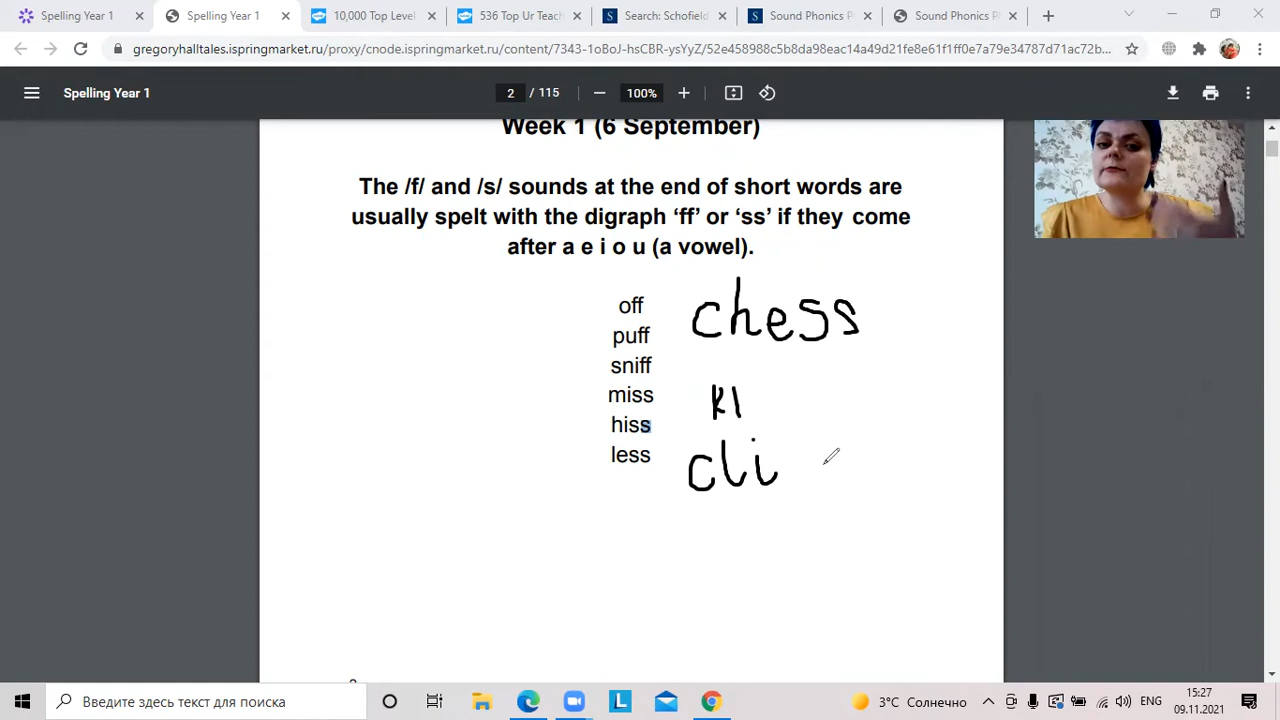 Spelling Year 1
Spelling Year 1
10,000 Top Level
536 Top Ur Teach
Search: Schofield
Sound Phonics P
Sound Phonics P
gregoryhalltales.ispringmarket.ru/proxy/cnode.ispringmarket.ru/content/7343-1oBoJ-hsCBR-ysYyZ/52e458988c5b6da98eac14a49d21fe8e61f1ff0e7a79e34787d71ac72b...
Spelling Year 1
2 / 115
100%
Week 1 (6 September)
The /f/ and /s/ sounds at the end of short words are
usually spelt with the digraph ‘ff’ or ‘ss’ if they come
after a e i o u (a vowel).
off
chess
puff
sniff
miss
kl
hiss
less
cli
Введите здесь текст для поиска
3°C Солнечно
ENG
15:27
09.11.2021